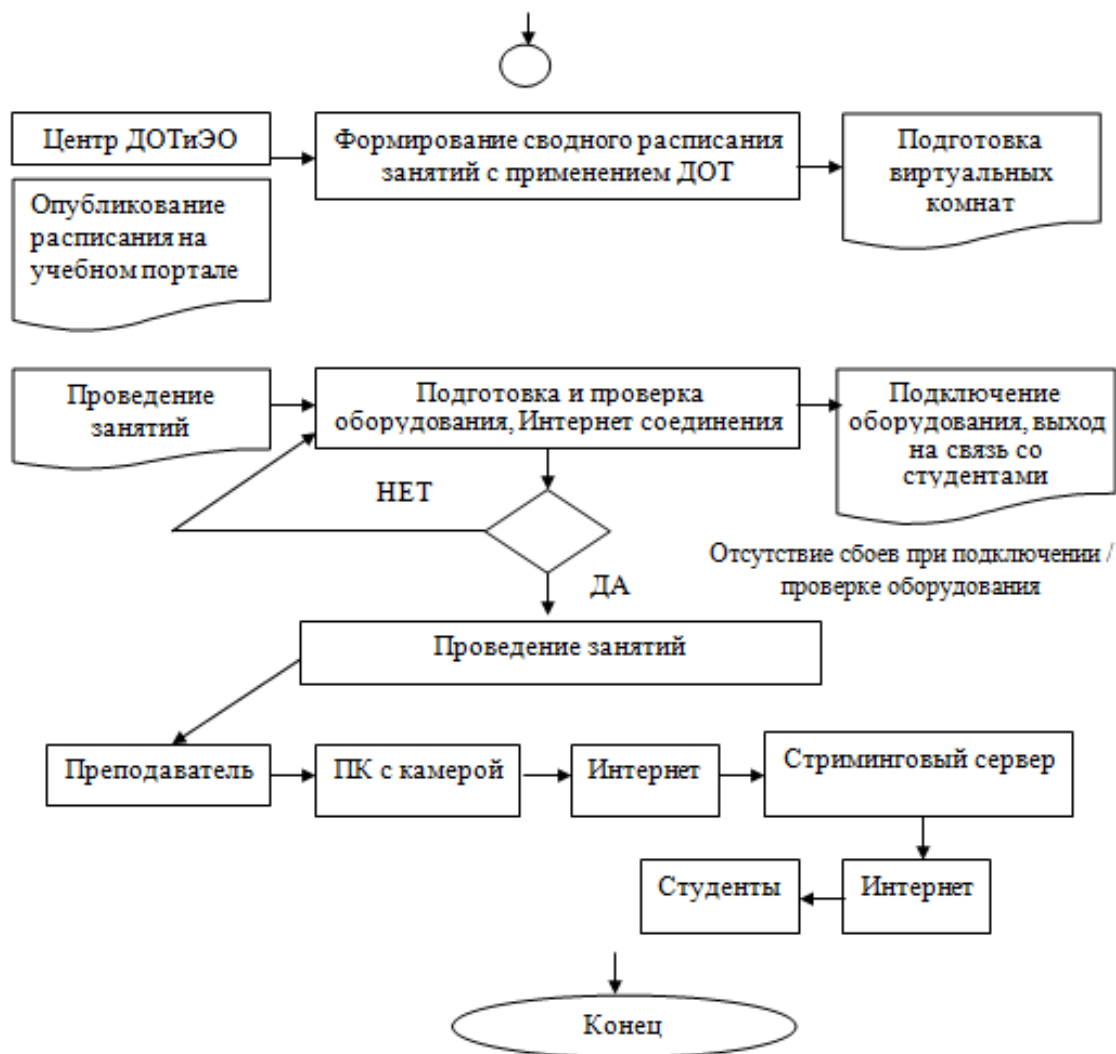 Центр ДОТиЭО
Формирование сводного расписания
занятий с применением ДОТ
Подготовка
виртуальных
комнат
Опубликование
расписания на
учебном портале
Проведение
занятий
Подготовка и проверка
оборудования, Интернет соединения
Подключение
оборудования, выход
на связь со
студентами
НЕТ
Отсутствие сбоев при подключении /
проверке оборудования
ДА
Проведение занятий
Преподаватель
ПК с камерой
Интернет
Стриминговый сервер
Студенты
Интернет
Конец